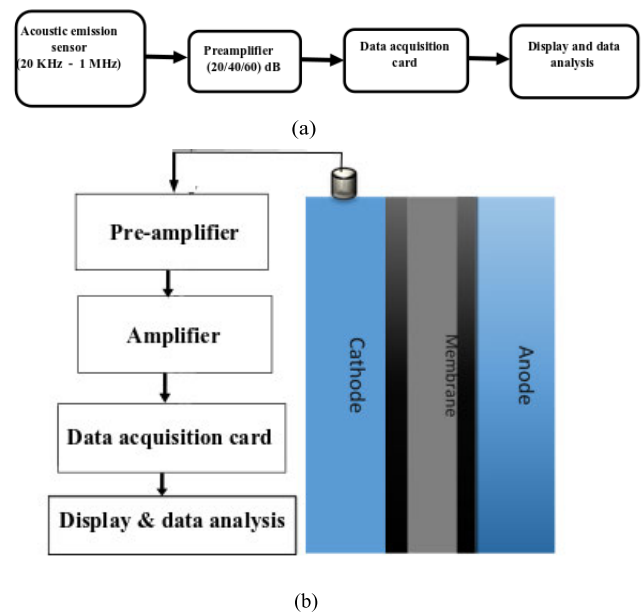 Acoustic emission
sensor
(20 KHz - 1 MHz)
Preamplifier
(20/40/60) dB
Data acquisition
card
Display and data
analysis
(a)
Pre-amplifier
Amplifier
Data acquisition card
Display & data analysis
Cathode
Membrane
Anode
(b)